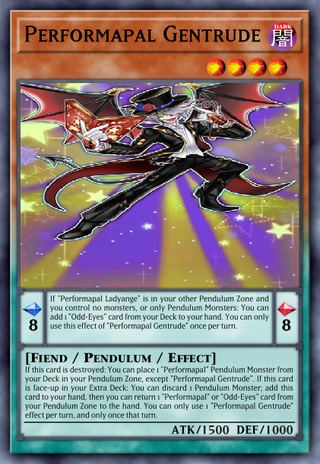 PERFORMAPAL GENTRUDE
DARK
闇
If "Performapal Ladyange" is in your other Pendulum Zone and
you control no monsters, or only Pendulum Monsters: You can
add 1 "Odd-Eyes" card from your Deck to your hand. You can only
use this effect of "Performapal Gentrude" once per turn.
8
8
[FIEND / PENDULUM / EFFECT]
If this card is destroyed: You can place 1 "Performapal" Pendulum Monster from
your Deck in your Pendulum Zone, except "Performapal Gentrude". If this card
is face-up in your Extra Deck: You can discard 1 Pendulum Monster; add this
card to your hand, then you can return 1 "Performapal" or "Odd-Eyes" card from
your Pendulum Zone to the hand. You can only use 1 "Performapal Gentrude"
effect per turn, and only once that turn.
ATK/1500 DEF/1000